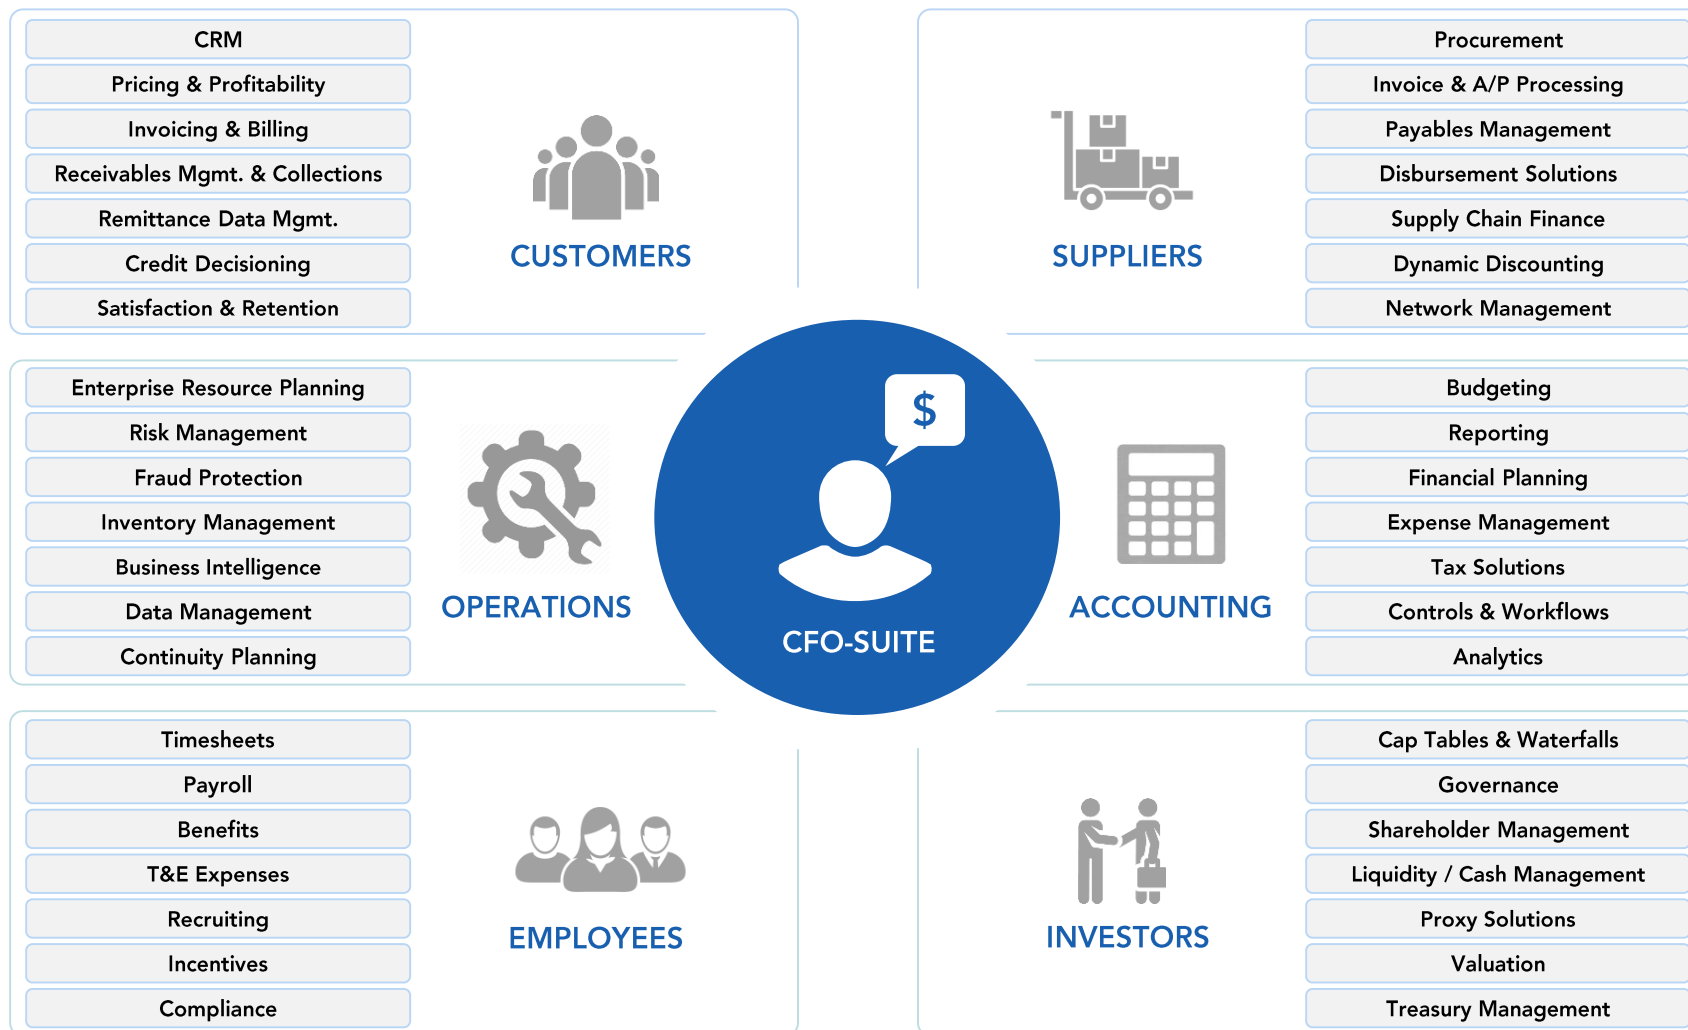 CRM
Pricing & Profitability
Invoicing & Billing
Receivables Mgmt. & Collections
Remittance Data Mgmt.
Credit Decisioning
Satisfaction & Retention
CUSTOMERS
SUPPLIERS
Procurement
Invoice & A/P Processing
Payables Management
Disbursement Solutions
Supply Chain Finance
Dynamic Discounting
Network Management
Enterprise Resource Planning
Risk Management
Fraud Protection
Inventory Management
Business Intelligence
Data Management
Continuity Planning
OPERATIONS
$
CFO-SUITE
ACCOUNTING
Budgeting
Reporting
Financial Planning
Expense Management
Tax Solutions
Controls & Workflows
Analytics
Timesheets
Payroll
Benefits
T&E Expenses
Recruiting
Incentives
Compliance
EMPLOYEES
INVESTORS
Cap Tables & Waterfalls
Governance
Shareholder Management
Liquidity / Cash Management
Proxy Solutions
Valuation
Treasury Management